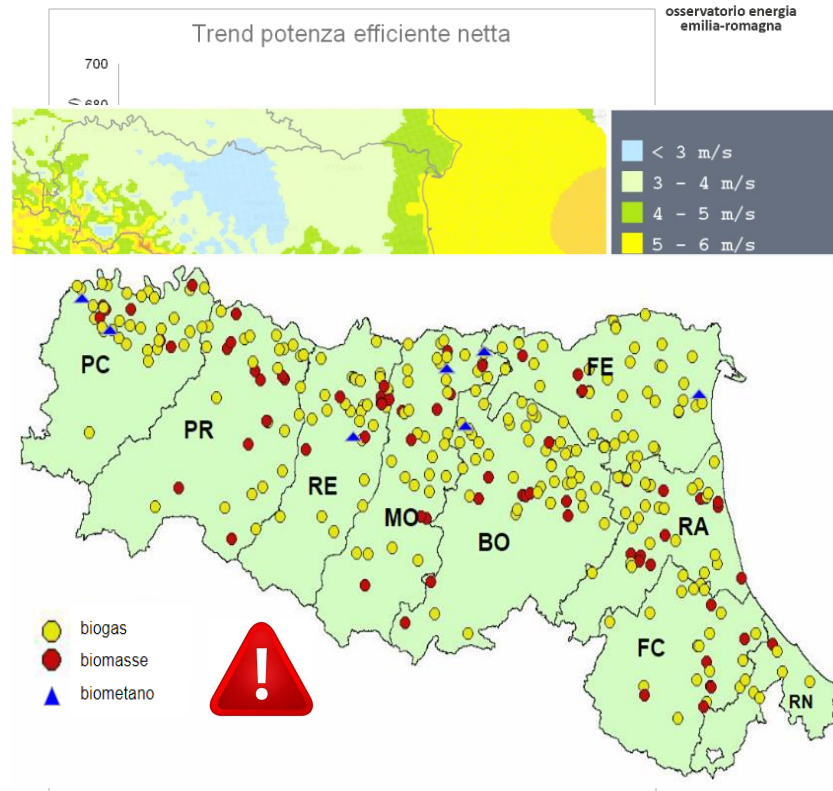 osservatorio energia
emilia-romagna
Trend potenza efficiente netta
700
680
< 3 m/s
3 - 4 m/s
4 - 5 m/s
5 - 6 m/s
PC
PR
RE
MO
BO
FE
RA
FC
RN
biogas
biomasse
biometano
!